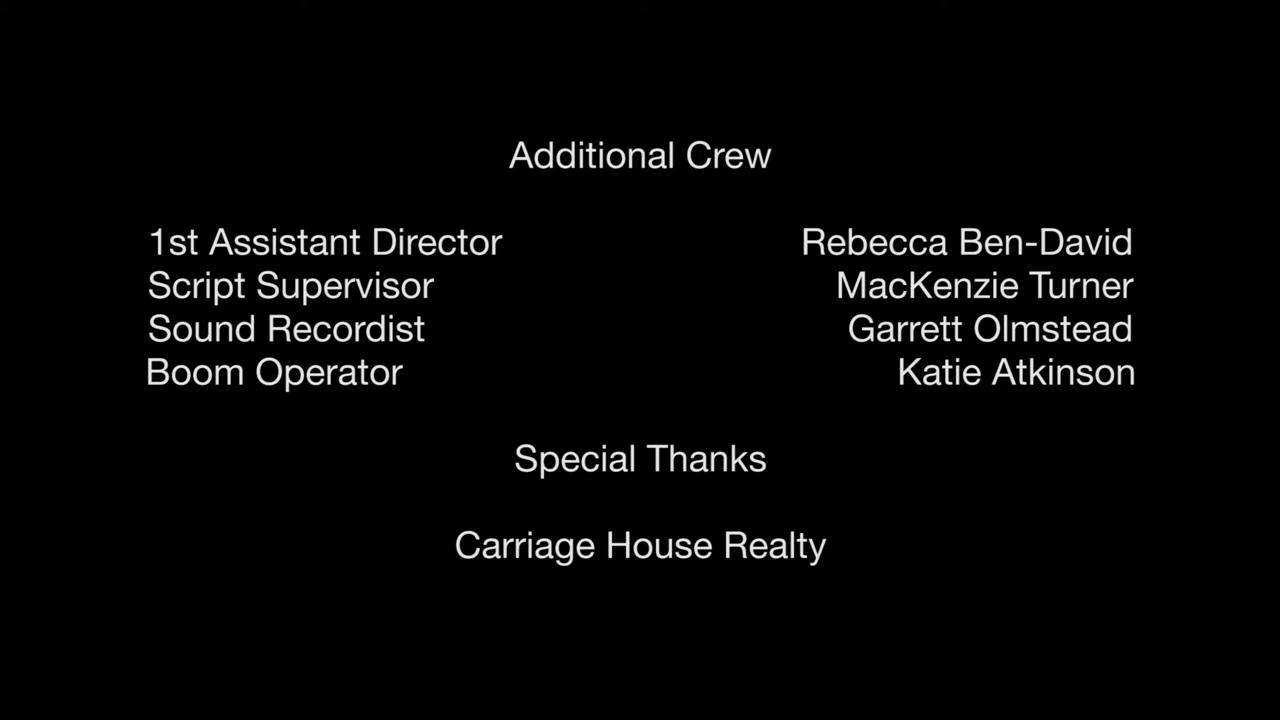 Additional Crew
1st Assistant Director Rebecca Ben-David
Script Supervisor MacKenzie Turner
Sound Recordist Garrett Olmstead
Boom Operator Katie Atkinson
Special Thanks
Carriage House Realty